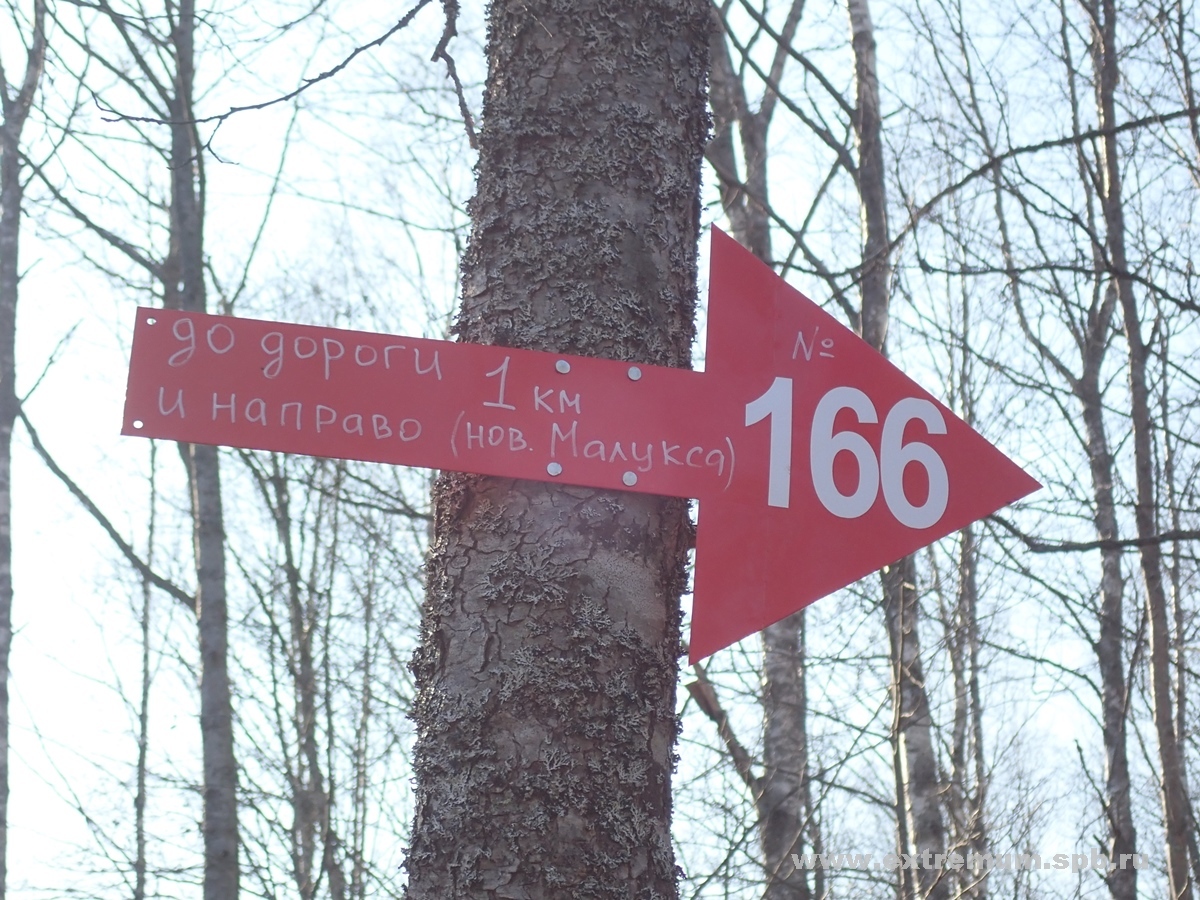 до дороги 1 км
и направо (нов. Малукса)
№
166
www.extremum.spb.ru